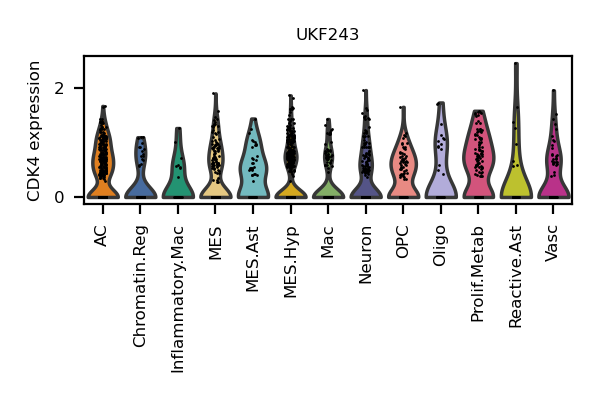 UKF243
CDK4 expression
2
0
AC
Chromatin.Reg
Inflammatory.Mac
MES
MES.Ast
MES.Hyp
Mac
Neuron
OPC
Oligo
Prolif.Metab
Reactive.Ast
Vasc